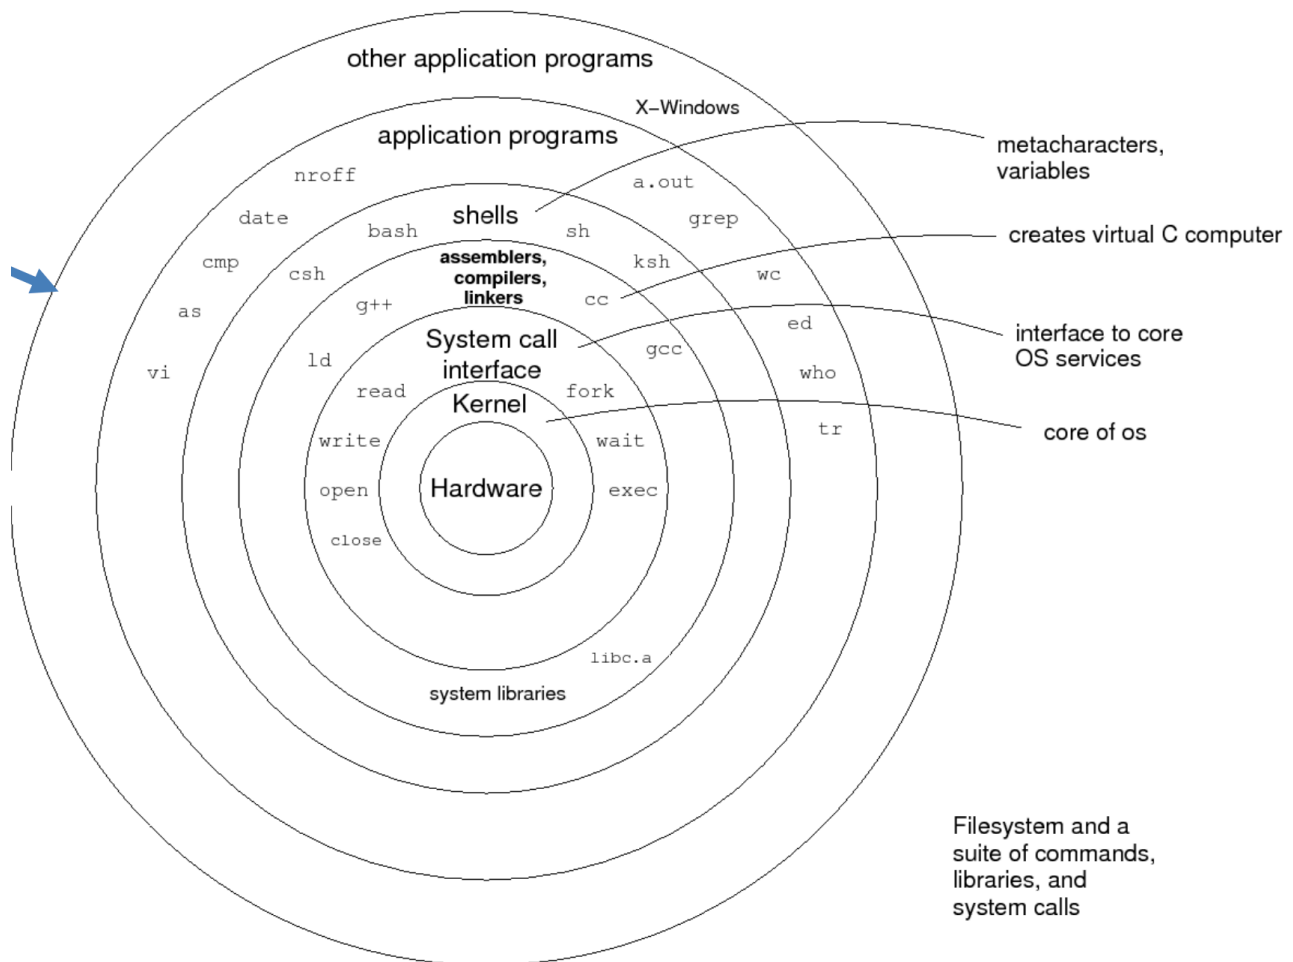 other application programs
X−Windows
application programs
metacharacters,
variables
nroff
a.out
date
shells
grep
bash
sh
creates virtual C computer
cmp
csh
assemblers,
compilers,
linkers
ksh
wc
as
g++
cc
ed
System call
interface
interface to core
OS services
vi
ld
gcc
who
read
fork
Kernel
core of os
write
wait
tr
open
Hardware
exec
close
libc.a
system libraries
Filesystem and a
suite of commands,
libraries, and
system calls